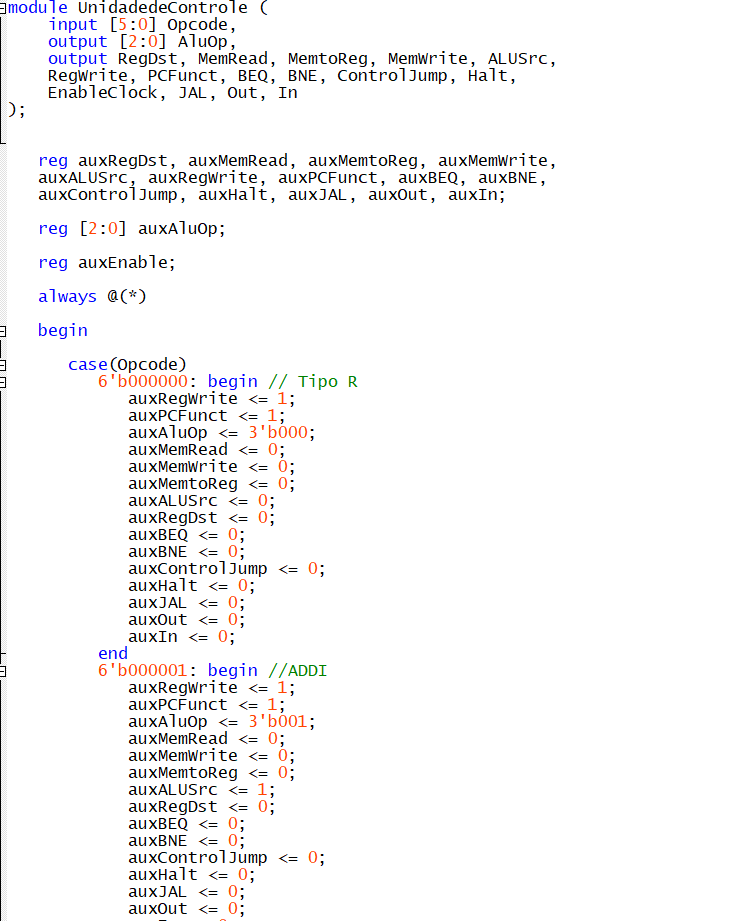 module UnidadedeControle (
input [5:0] Opcode,
output [2:0] AluOp,
output RegDst, MemRead, MemtoReg, MemWrite, ALUSrc,
RegWrite, PCFunct, BEQ, BNE, ControlJump, Halt,
EnableClock, JAL, Out, In
);
reg auxRegDst, auxMemRead, auxMemtoReg, auxMemWrite,
auxALUSrc, auxRegWrite, auxPCFunct, auxBEQ, auxBNE,
auxControlJump, auxHalt, auxJAL, auxOut, auxIn;
reg [2:0] auxAluOp;
reg auxEnable;
always @(*)
begin
case(Opcode)
6'b000000: begin // Tipo R
auxRegWrite <= 1;
auxPCFunct <= 1;
auxAluOp <= 3'b000;
auxMemRead <= 0;
auxMemWrite <= 0;
auxMemtoReg <= 0;
auxALUSrc <= 0;
auxRegDst <= 0;
auxBEQ <= 0;
auxBNE <= 0;
auxControlJump <= 0;
auxHalt <= 0;
auxJAL <= 0;
auxOut <= 0;
auxIn <= 0;
end
6'b000001: begin //ADDI
auxRegWrite <= 1;
auxPCFunct <= 1;
auxAluOp <= 3'b001;
auxMemRead <= 0;
auxMemWrite <= 0;
auxMemtoReg <= 0;
auxALUSrc <= 1;
auxRegDst <= 0;
auxBEQ <= 0;
auxBNE <= 0;
auxControlJump <= 0;
auxHalt <= 0;
auxJAL <= 0;
auxOut <= 0;